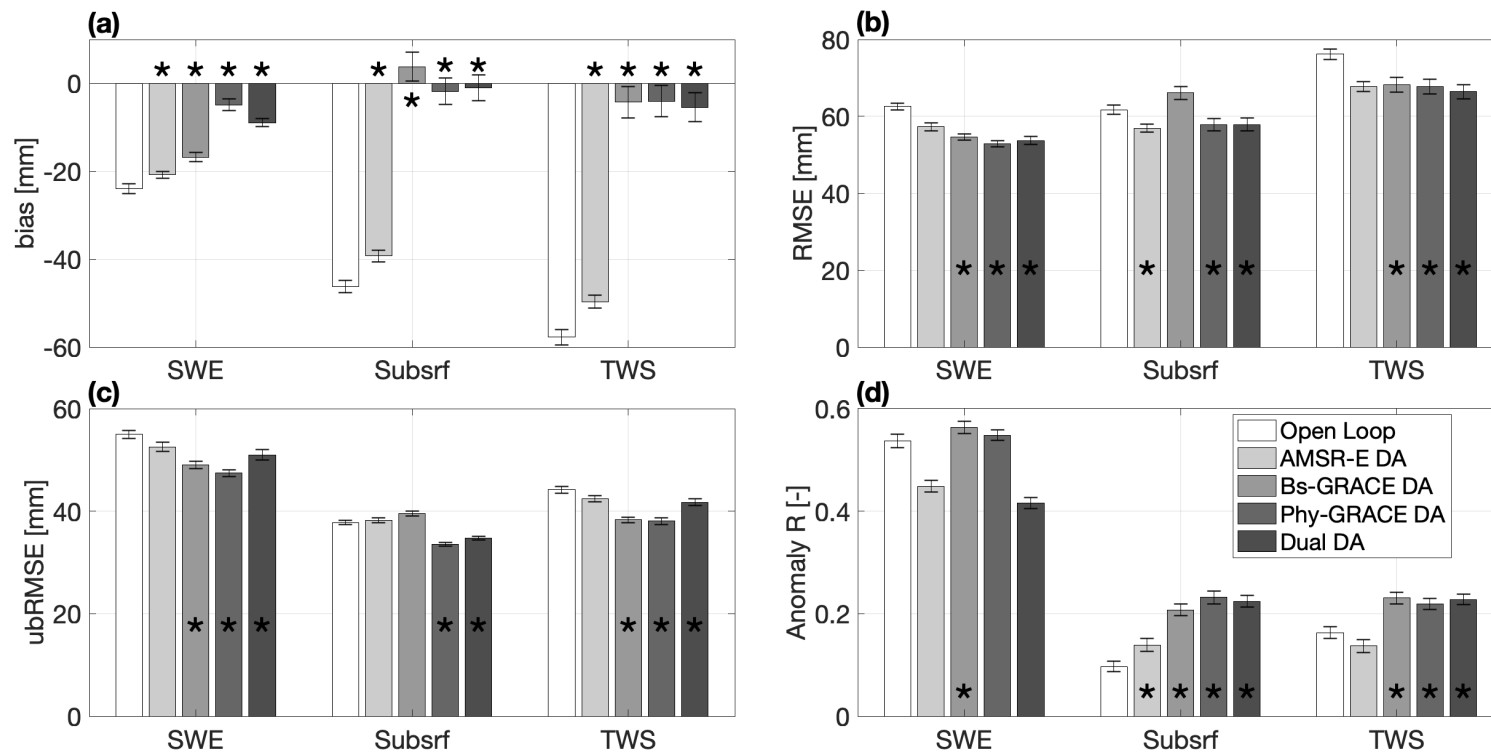 (a)
bias [mm]
0
-20
-40
-60
* * * *
* * * *
* * * *
SWE Subsrf TWS
(b)
RMSE [mm]
80
60
40
20
0
* * *
* * *
* * *
SWE Subsrf TWS
(c)
ubRMSE [mm]
60
40
20
0
* * *
* *
* * *
SWE Subsrf TWS
(d)
Anomaly R [-]
0.6
0.4
0.2
0
Open Loop
AMSR-E DA
Bs-GRACE DA
Phy-GRACE DA
Dual DA
*
* * * *
* * *
SWE Subsrf TWS